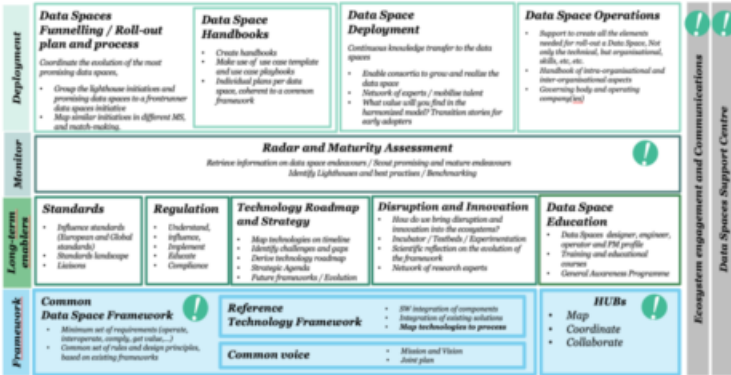 Deployment
Data Spaces
Funnelling / Roll-out
plan and process
Coordinate the evolution of the most
promising data spaces,
• Group the lighthouse initiatives and
promising data spaces to a frontrunner
data spaces initiative
• Map similar initiatives in different MS,
and match-making.
Data Space
Handbooks
• Create handbooks
• Make use of use case template
and use case playbooks
• Individual plans per data
space, coherent to a common
framework
Data Space
Deployment
Continuous knowledge transfer to the data
spaces
• Enable consortia to grow and realize the
data space
• Network of experts / mobilise talent
• What value will you find in the
harmonized model? Transition stories for
early adopters
Data Space Operations
• Support to create all the elements
needed for roll-out a Data Space, Not
only the technical, but organisational,
skills, etc, etc.
• Handbook of intra-organisational and
inter-organisational aspects
• Governing body and operating
company(ies)
Monitor
Radar and Maturity Assessment
Retrieve information on data space endeavours / Scout promising and mature endeavours
Identify Lighthouses and best practises / Benchmarking
!
Long-term
enablers
Standards
• Influence standards
(European and Global
standards)
• Standards landscape
• Liaisons
Regulation
• Understand,
• influence,
• Implement
• Educate
• Compliance
Technology Roadmap
and Strategy
• Map technologies on timeline
• Identify challenges and gaps
• Derive technology roadmap
• Strategic Agenda
• Future frameworks / Evolution
Disruption and Innovation
• How do we bring disruption and
innovation into the ecosystems?
• Incubator / Testbeds / Experimentation
• Scientific reflection on the evolution of
the framework
• Network of research experts
Data Space
Education
• Data Spaces designer, engineer,
operator and PM profile
• Training and educational
courses
• General Awareness Programme
Framework
Common
Data Space Framework
!
• Minimum set of requirements (operate,
interoperate, comply, get value,...)
• Common set of rules and design principles,
based on existing frameworks
Reference
Technology Framework
• SW integration of components
• Integration of existing solutions
• Map technologies to process
Common voice
• Mission and Vision
• Joint plan
HUBs
!
• Map
• Coordinate
• Collaborate
!
Ecosystem engagement and Communications
!
Data Spaces Support Centre